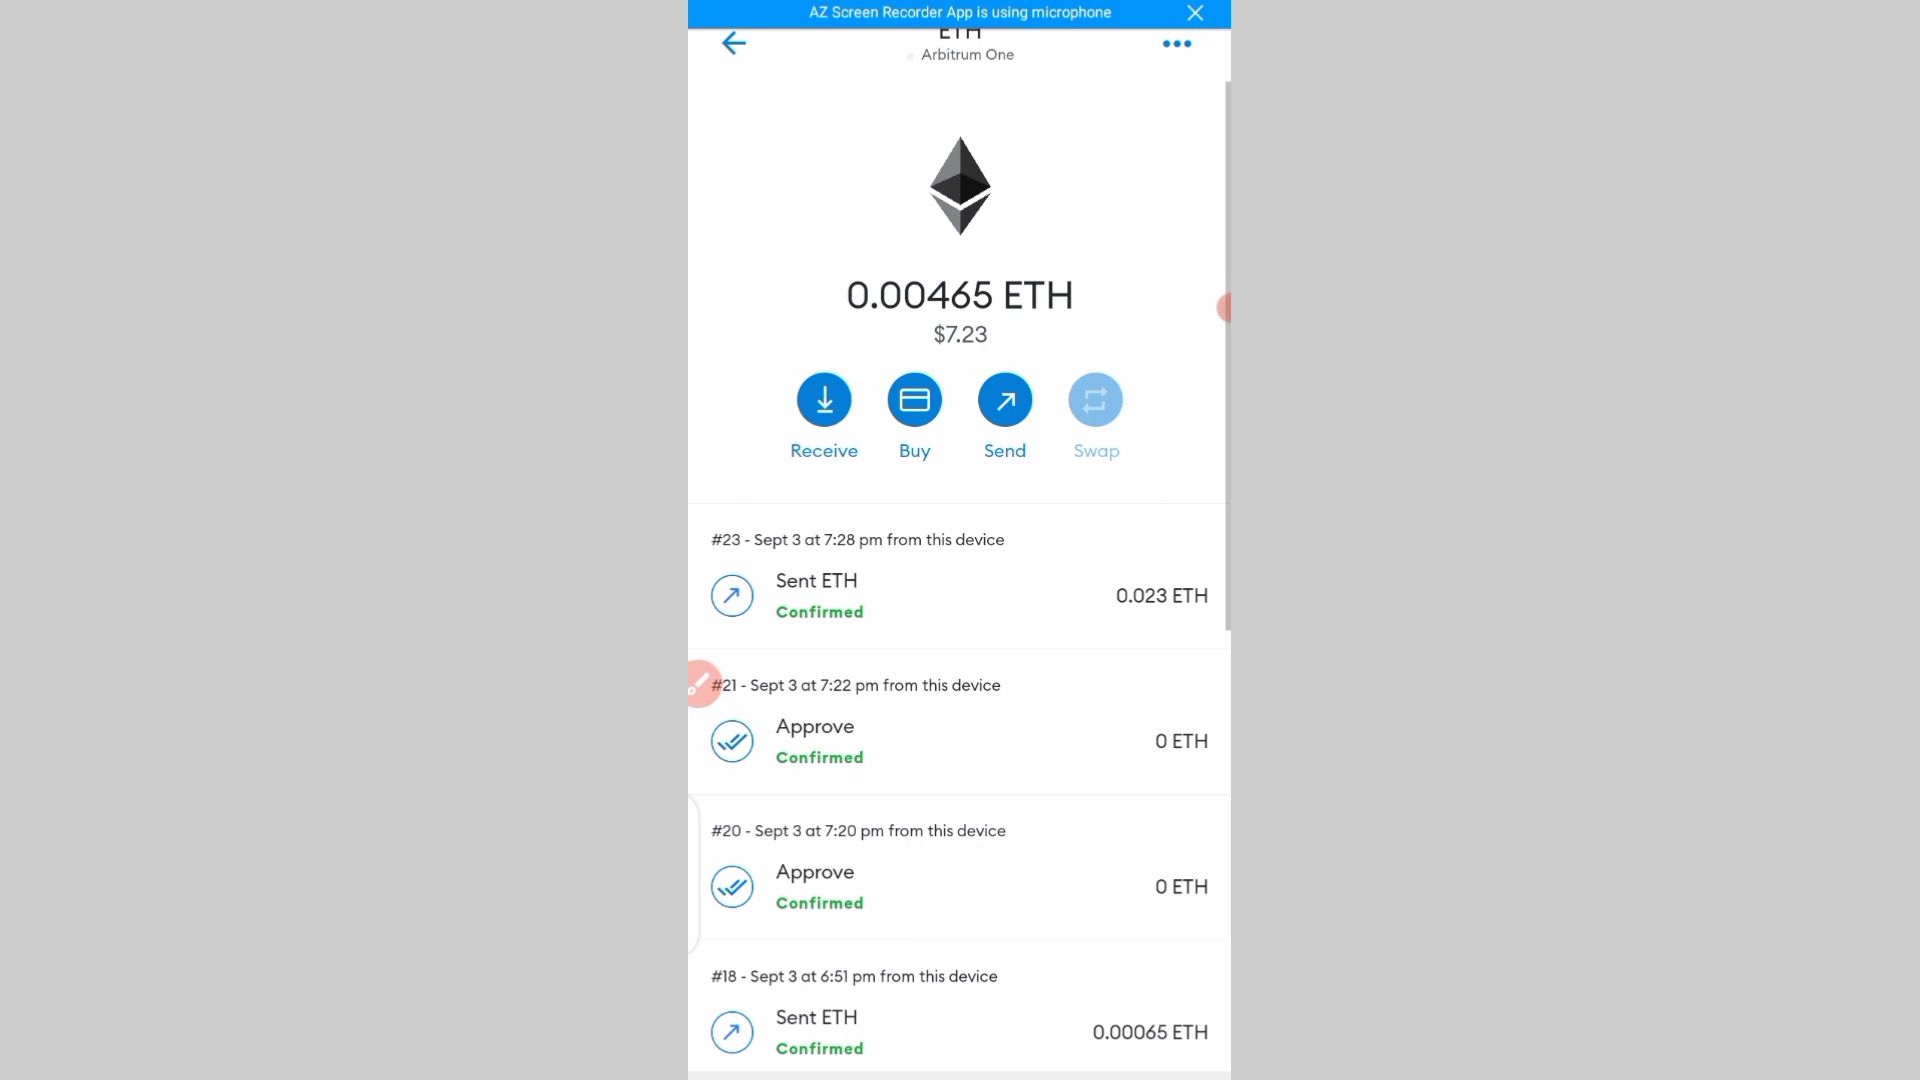 AZ Screen Recorder App is using microphone
ETH
Arbitrum One
0.00465 ETH
$7.23
Receive Buy Send Swap
#23 - Sept 3 at 7:28 pm from this device
Sent ETH
0.023 ETH
Confirmed
#21 - Sept 3 at 7:22 pm from this device
Approve
0 ETH
Confirmed
#20 - Sept 3 at 7:20 pm from this device
Approve
0 ETH
Confirmed
#18 - Sept 3 at 6:51 pm from this device
Sent ETH
0.00065 ETH
Confirmed